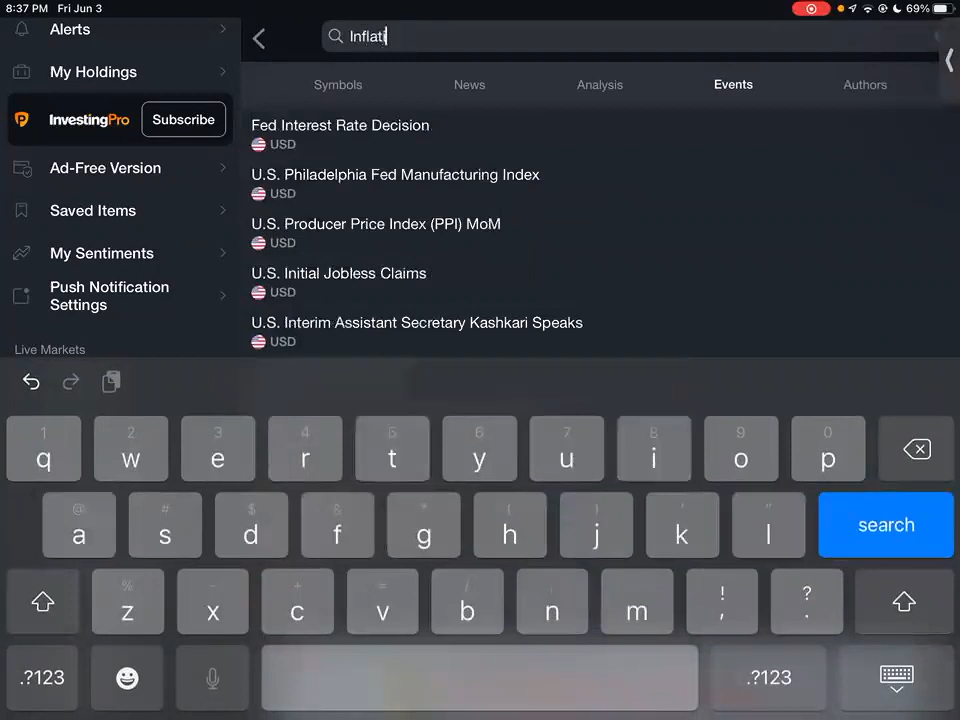 8:37 PM Fri Jun 3
69%
Alerts
My Holdings
InvestingPro Subscribe
Ad-Free Version
Saved Items
My Sentiments
Push Notification
Settings
Live Markets
Inflati
Symbols News Analysis Events Authors
Fed Interest Rate Decision
USD
U.S. Philadelphia Fed Manufacturing Index
USD
U.S. Producer Price Index (PPI) MoM
USD
U.S. Initial Jobless Claims
USD
U.S. Interim Assistant Secretary Kashkari Speaks
USD
1 2 3 4 5 6 7 8 9 0
q w e r t y u i o p
@ # $ & * ( ) ' "
a s d f g h j k l search
% - + = / ; : ! ?
z x c v b n m , .
.?123 .?123